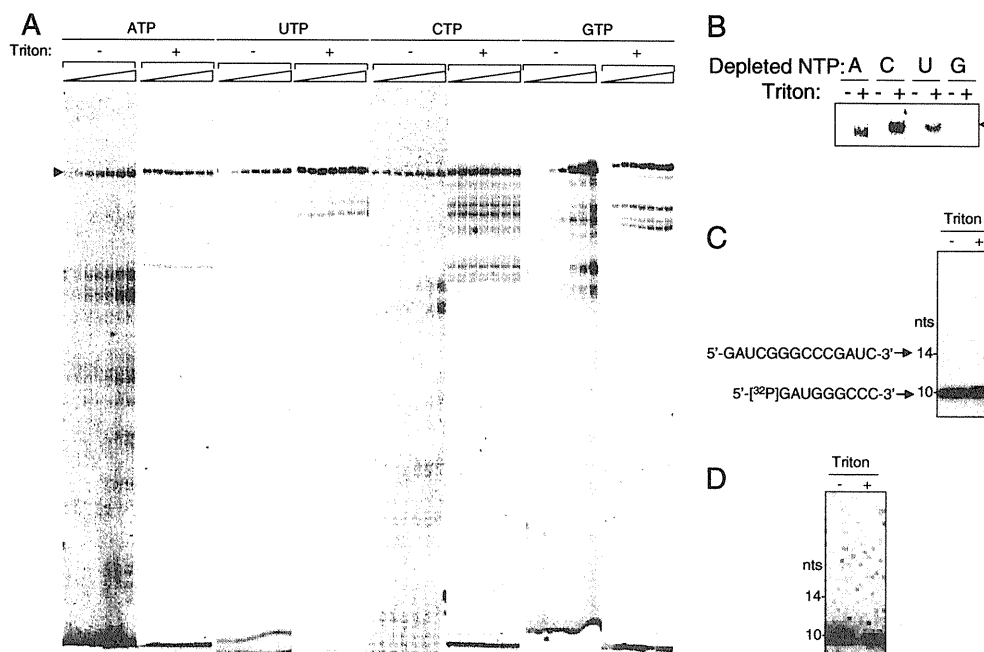 A
ATP UTP CTP GTP
Triton: - + - + - + - +
B
Depleted NTP: A C U G
Triton: - + - + - + - +
C
Triton
- +
nts
5'-GAUCGGGCCCGAUC-3' 14
5'-[32P]GAUGGGCCC-3' 10
D
Triton
- +
nts
14
10